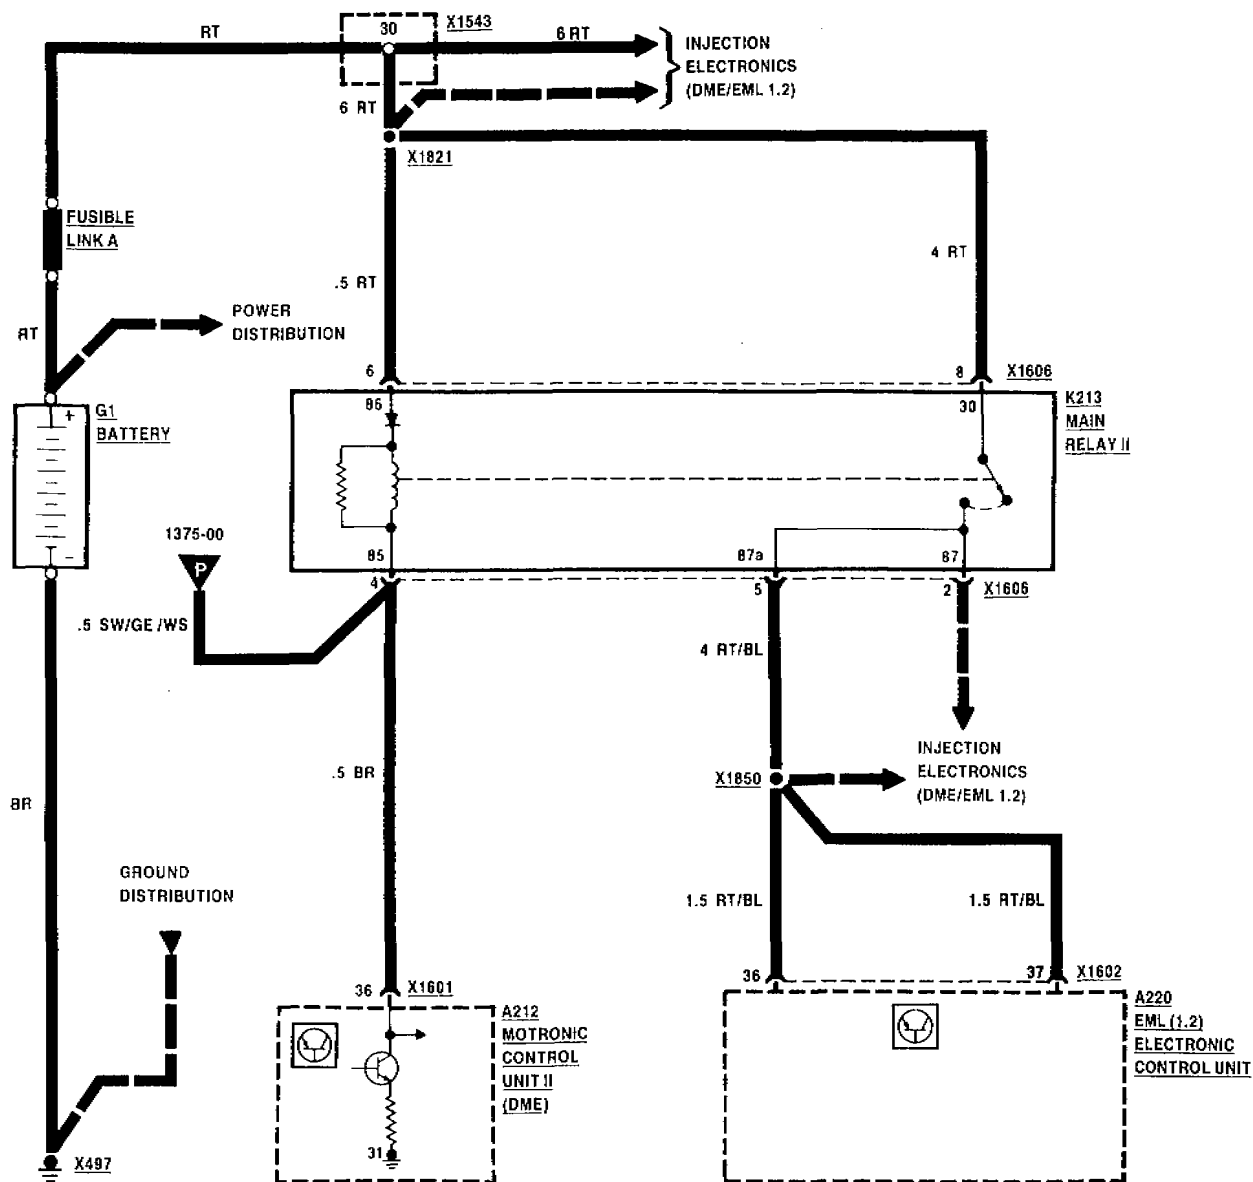 X1543
30
RT
6 RT
INJECTION
ELECTRONICS
(DME/EML 1.2)
6 RT
X1821
FUSIBLE
LINK A
.5 RT
4 RT
POWER
DISTRIBUTION
RT
6
8
X1606
G1
BATTERY
+
-
86
30
K213
MAIN
RELAY II
1375-00
P
85
87a
87
4
5
2
X1606
.5 SW/GE/WS
4 RT/BL
.5 BR
INJECTION
ELECTRONICS
(DME/EML 1.2)
X1850
BR
GROUND
DISTRIBUTION
1.5 RT/BL
1.5 RT/BL
36
X1601
36
37
X1602
A212
MOTRONIC
CONTROL
UNIT II
(DME)
A220
EML (1.2)
ELECTRONIC
CONTROL UNIT
31
X497